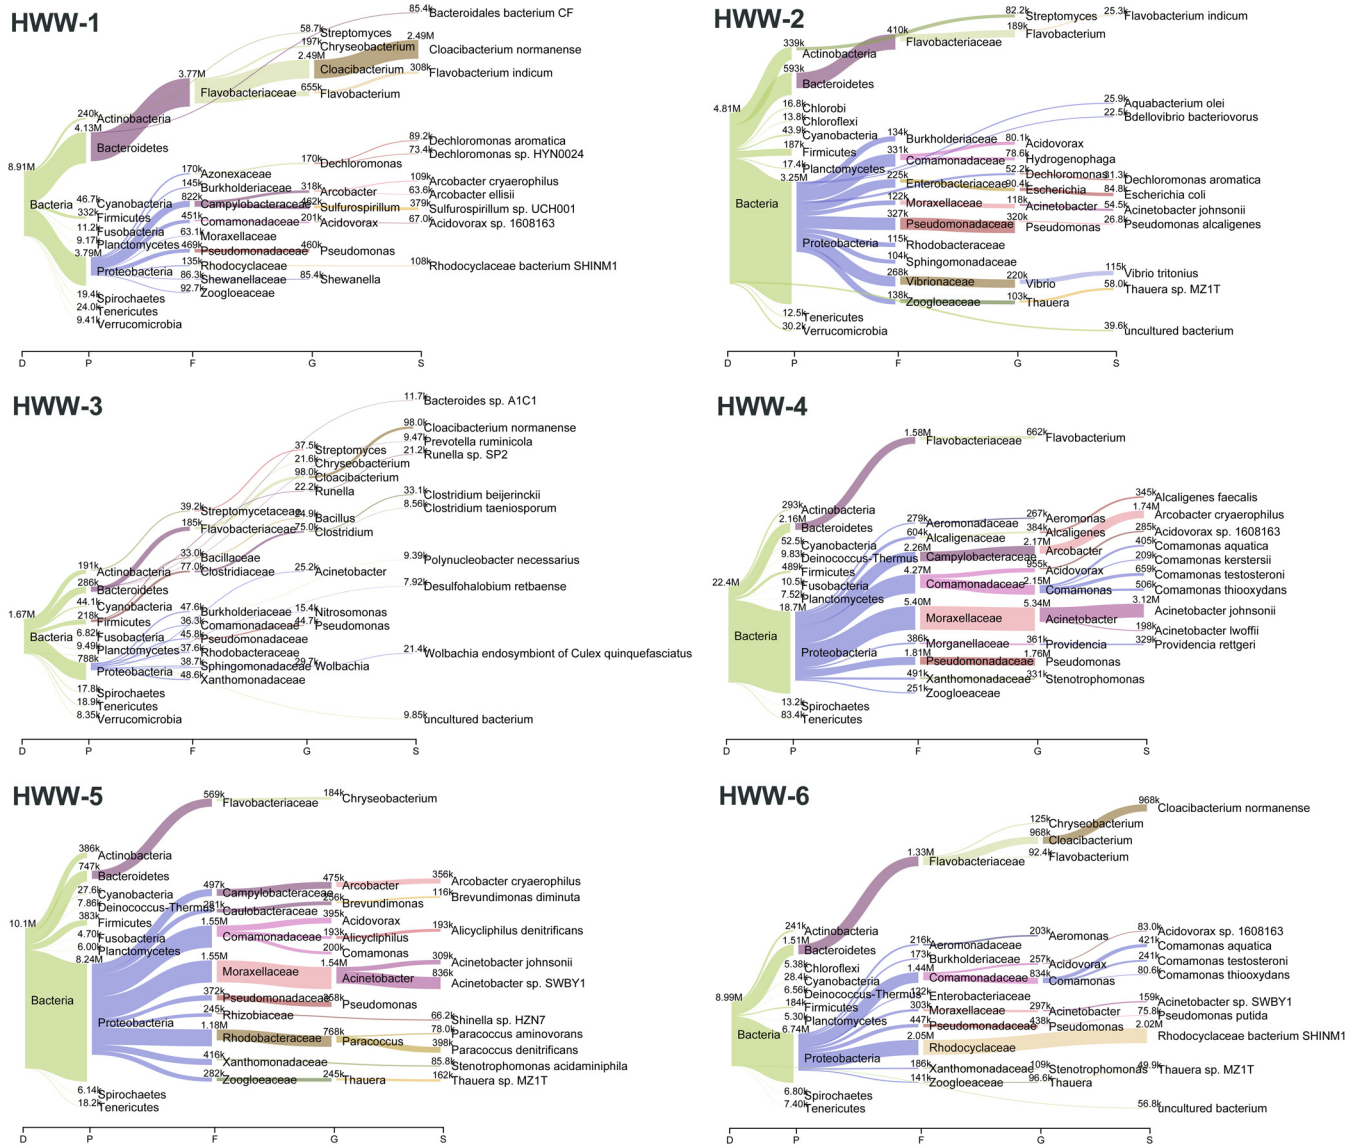 HWW-1
85.4k Bacteroidales bacterium CF
58.7k Streptomyces
197k Chryseobacterium
2.49M Cloacibacterium normanense
2.49M Cloacibacterium
308k Flavobacterium indicum
3.77M Flavobacteriaceae
655k Flavobacterium
240k Actinobacteria
4.13M Bacteroidetes
89.2k Dechloromonas aromatica
73.4k Dechloromonas sp. HYN0024
170k Dechloromonas
8.91M Bacteria
170k Azonexaceae
145k Burkholderiaceae
109k Arcobacter cryaerophilus
318k Arcobacter
63.6k Arcobacter ellisii
46.7k Cyanobacteria
822k Campylobacteraceae
462k Sulfurospirillum
379k Sulfurospirillum sp. UCH001
332k Firmicutes
451k Comamonadaceae
201k Acidovorax
67.0k Acidovorax sp. 1608163
11.2k Fusobacteria
63.1k Moraxellaceae
9.17k Planctomycetes
469k Pseudomonadaceae
460k Pseudomonas
3.79M Proteobacteria
135k Rhodocyclaceae
108k Rhodocyclaceae bacterium SHINM1
86.3k Shewanellaceae
85.4k Shewanella
92.7k Zoogloeaceae
19.4k Spirochaetes
24.0k Tenericutes
9.41k Verrucomicrobia
D P F G S
HWW-2
82.2k Streptomyces
25.3k Flavobacterium indicum
410k Flavobacteriaceae
189k Flavobacterium
339k Actinobacteria
593k Bacteroidetes
4.81M Bacteria
16.8k Chlorobi
25.9k Aquabacterium olei
13.8k Chloroflexi
22.5k Bdellovibrio bacteriovorus
43.9k Cyanobacteria
134k Burkholderiaceae
80.1k Acidovorax
187k Firmicutes
331k Comamonadaceae
78.6k Hydrogenophaga
17.4k Planctomycetes
52.2k Dechloromonas
31.3k Dechloromonas aromatica
3.25M Proteobacteria
225k Enterobacteriaceae
90.4k Escherichia
84.8k Escherichia coli
122k Moraxellaceae
118k Acinetobacter
54.5k Acinetobacter johnsonii
327k Pseudomonadaceae
320k Pseudomonas
26.8k Pseudomonas alcaligenes
115k Rhodobacteraceae
104k Sphingomonadaceae
268k Vibrionaceae
220k Vibrio
115k Vibrio tritonius
138k Zoogloeaceae
103k Thauera
58.0k Thauera sp. MZ1T
12.5k Tenericutes
30.2k Verrucomicrobia
39.6k uncultured bacterium
D P F G S
HWW-3
11.7k Bacteroides sp. A1C1
98.0k Cloacibacterium normanense
9.47k Prevotella ruminicola
37.5k Streptomyces
21.2k Runella sp. SP2
21.6k Chryseobacterium
98.0k Cloacibacterium
22.2k Runella
33.1k Clostridium beijerinckii
8.56k Clostridium taeniosporum
39.2k Streptomycetaceae
24.9k Bacillus
185k Flavobacteriaceae
75.0k Clostridium
33.0k Bacillaceae
9.39k Polynucleobacter necessarius
77.0k Clostridiaceae
25.2k Acinetobacter
191k Actinobacteria
286k Bacteroidetes
7.92k Desulfohalobium retbaense
1.67M Bacteria
44.1k Cyanobacteria
47.6k Burkholderiaceae
15.4k Nitrosomonas
218k Firmicutes
36.3k Comamonadaceae
44.7k Pseudomonas
6.82k Fusobacteria
45.8k Pseudomonadaceae
9.49k Planctomycetes
37.6k Rhodobacteraceae
21.4k Wolbachia endosymbiont of Culex quinquefasciatus
788k Proteobacteria
38.7k Sphingomonadaceae
29.7k Wolbachia
48.6k Xanthomonadaceae
17.8k Spirochaetes
18.9k Tenericutes
8.35k Verrucomicrobia
9.85k uncultured bacterium
D P F G S
HWW-4
1.58M Flavobacteriaceae
662k Flavobacterium
345k Alcaligenes faecalis
293k Actinobacteria
1.74M Arcobacter cryaerophilus
2.16M Bacteroidetes
279k Aeromonadaceae
267k Aeromonas
285k Acidovorax sp. 1608163
604k Alcaligenaceae
384k Alcaligenes
52.5k Cyanobacteria
405k Comamonas aquatica
9.83k Deinococcus-Thermus
2.26M Campylobacteraceae
2.17M Arcobacter
209k Comamonas kerstersii
489k Firmicutes
955k Acidovorax
659k Comamonas testosteroni
22.4M Bacteria
10.5k Fusobacteria
4.27M Comamonadaceae
2.15M Comamonas
506k Comamonas thiooxydans
7.52k Planctomycetes
18.7M Proteobacteria
5.40M Moraxellaceae
5.34M Acinetobacter
3.12M Acinetobacter johnsonii
198k Acinetobacter lwoffii
386k Morganellaceae
361k Providencia
329k Providencia rettgeri
1.81M Pseudomonadaceae
1.76M Pseudomonas
491k Xanthomonadaceae
331k Stenotrophomonas
251k Zoogloeaceae
13.2k Spirochaetes
83.4k Tenericutes
D P F G S
HWW-5
569k Flavobacteriaceae
184k Chryseobacterium
386k Actinobacteria
747k Bacteroidetes
497k Campylobacteraceae
475k Arcobacter
356k Arcobacter cryaerophilus
27.6k Cyanobacteria
281k Caulobacteraceae
256k Brevundimonas
116k Brevundimonas diminuta
7.86k Deinococcus-Thermus
383k Firmicutes
395k Acidovorax
10.1M Bacteria
4.70k Fusobacteria
1.55M Comamonadaceae
193k Alicycliphilus
193k Alicycliphilus denitrificans
6.00k Planctomycetes
200k Comamonas
8.24M Proteobacteria
1.55M Moraxellaceae
1.54M Acinetobacter
309k Acinetobacter johnsonii
836k Acinetobacter sp. SWBY1
372k Pseudomonadaceae
358k Pseudomonas
245k Rhizobiaceae
66.2k Shinella sp. HZN7
1.18M Rhodobacteraceae
768k Paracoccus
78.0k Paracoccus aminovorans
398k Paracoccus denitrificans
416k Xanthomonadaceae
85.8k Stenotrophomonas acidaminiphila
282k Zoogloeaceae
245k Thauera
162k Thauera sp. MZ1T
6.14k Spirochaetes
18.2k Tenericutes
D P F G S
HWW-6
968k Cloacibacterium normanense
125k Chryseobacterium
968k Cloacibacterium
1.33M Flavobacteriaceae
92.4k Flavobacterium
241k Actinobacteria
83.0k Acidovorax sp. 1608163
1.51M Bacteroidetes
216k Aeromonadaceae
203k Aeromonas
421k Comamonas aquatica
173k Burkholderiaceae
241k Comamonas testosteroni
5.38k Chloroflexi
1.44M Comamonadaceae
257k Acidovorax
80.6k Comamonas thiooxydans
28.4k Cyanobacteria
834k Comamonas
6.56k Deinococcus-Thermus
122k Enterobacteriaceae
8.99M Bacteria
184k Firmicutes
303k Moraxellaceae
297k Acinetobacter
159k Acinetobacter sp. SWBY1
5.30k Planctomycetes
447k Pseudomonadaceae
438k Pseudomonas
75.8k Pseudomonas putida
6.74M Proteobacteria
2.05M Rhodocyclaceae
2.02M Rhodocyclaceae bacterium SHINM1
186k Xanthomonadaceae
109k Stenotrophomonas
49.9k Thauera sp. MZ1T
141k Zoogloeaceae
96.6k Thauera
6.80k Spirochaetes
7.40k Tenericutes
56.8k uncultured bacterium
D P F G S